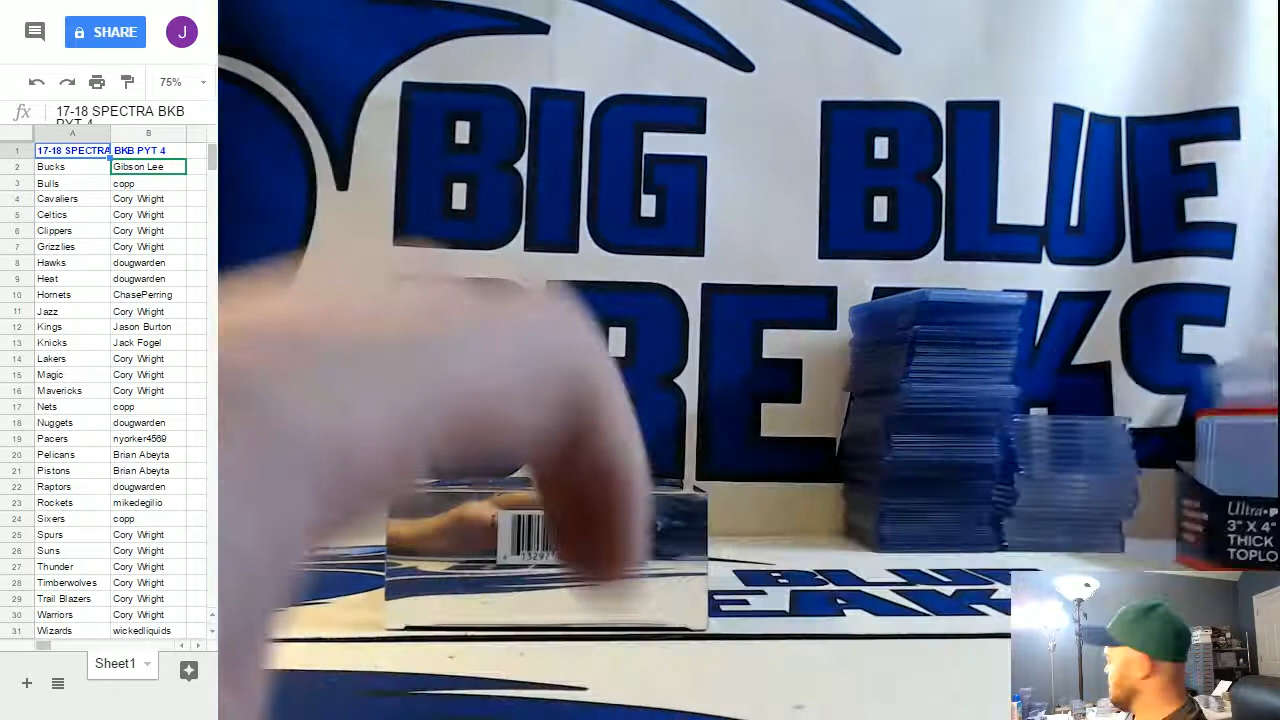 SHARE
J
75%
fx
17-18 SPECTRA BKB
PYT 4
A B
1 17-18 SPECTRA BKB PYT 4
2 Bucks Gibson Lee
3 Bulls copp
4 Cavaliers Cory Wright
5 Celtics Cory Wright
6 Clippers Cory Wright
7 Grizzlies Cory Wright
8 Hawks dougwarden
9 Heat dougwarden
10 Hornets ChasePerring
11 Jazz Cory Wright
12 Kings Jason Burton
13 Knicks Jack Fogel
14 Lakers Cory Wright
15 Magic Cory Wright
16 Mavericks Cory Wright
17 Nets copp
18 Nuggets dougwarden
19 Pacers nyorker4569
20 Pelicans Brian Abeyta
21 Pistons Brian Abeyta
22 Raptors dougwarden
23 Rockets mikedegilio
24 Sixers copp
25 Spurs Cory Wright
26 Suns Cory Wright
27 Thunder Cory Wright
28 Timberwolves Cory Wright
29 Trail Blazers Cory Wright
30 Warriors Cory Wright
31 Wizards wickedliquids
Sheet1
BIG BLUE
REAKS
BLUE
EAK
Ultra
3" X 4"
THICK
TOPLO